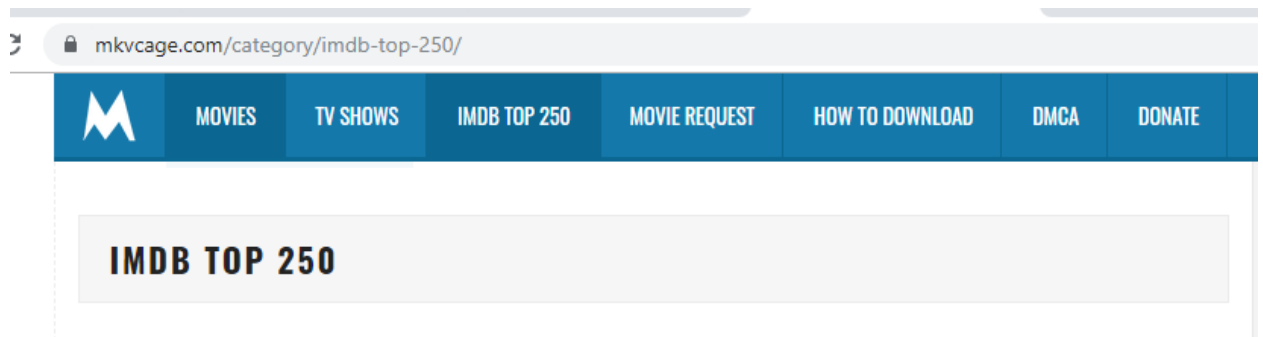 mkvcage.com/category/imdb-top-250/
MOVIES TV SHOWS IMDB TOP 250 MOVIE REQUEST HOW TO DOWNLOAD DMCA DONATE
IMDB TOP 250